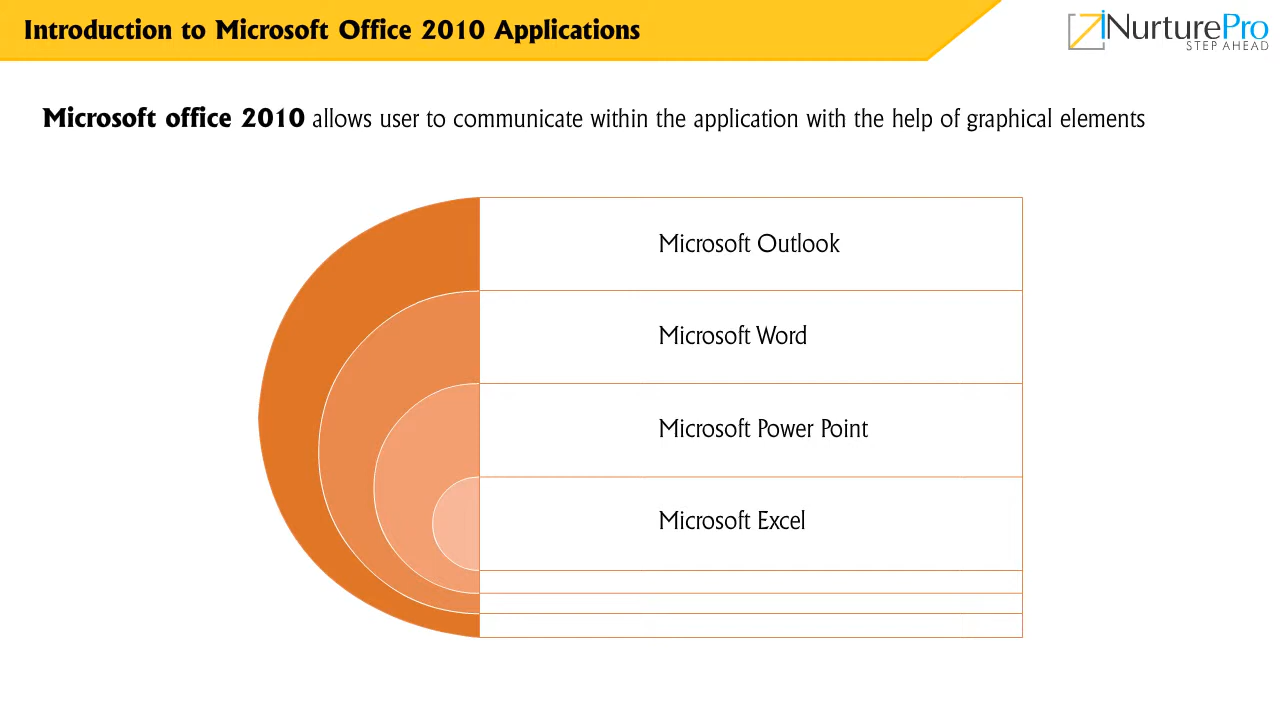 Introduction to Microsoft Office 2010 Applications
iNurturePro
STEP AHEAD
Microsoft office 2010 allows user to communicate within the application with the help of graphical elements
Microsoft Outlook
Microsoft Word
Microsoft Power Point
Microsoft Excel